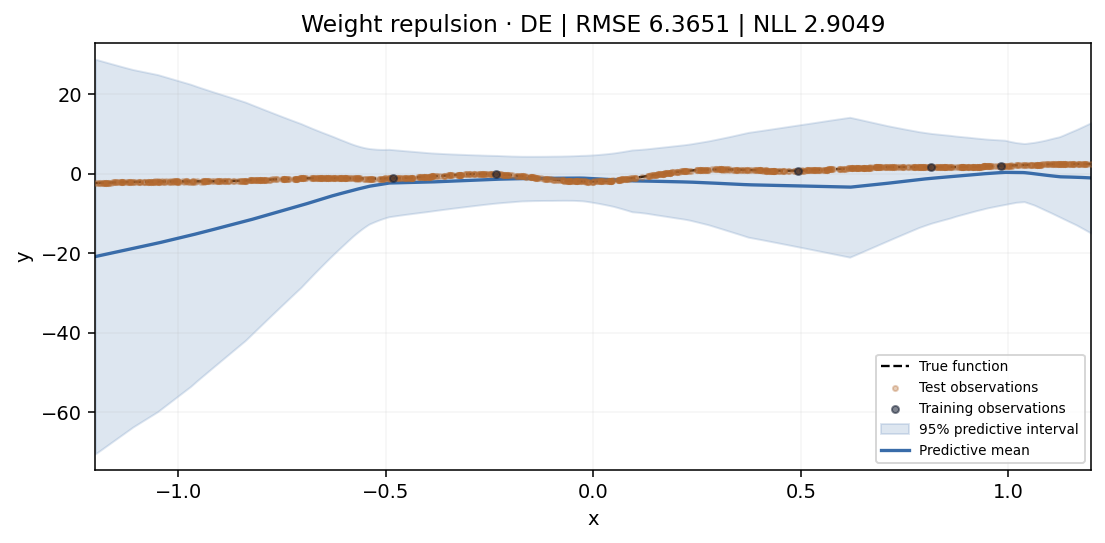 Weight repulsion · DE | RMSE 6.3651 | NLL 2.9049
20
0
−20
−40
−60
y
−1.0
−0.5
0.0
0.5
1.0
x
True function
Test observations
Training observations
95% predictive interval
Predictive mean